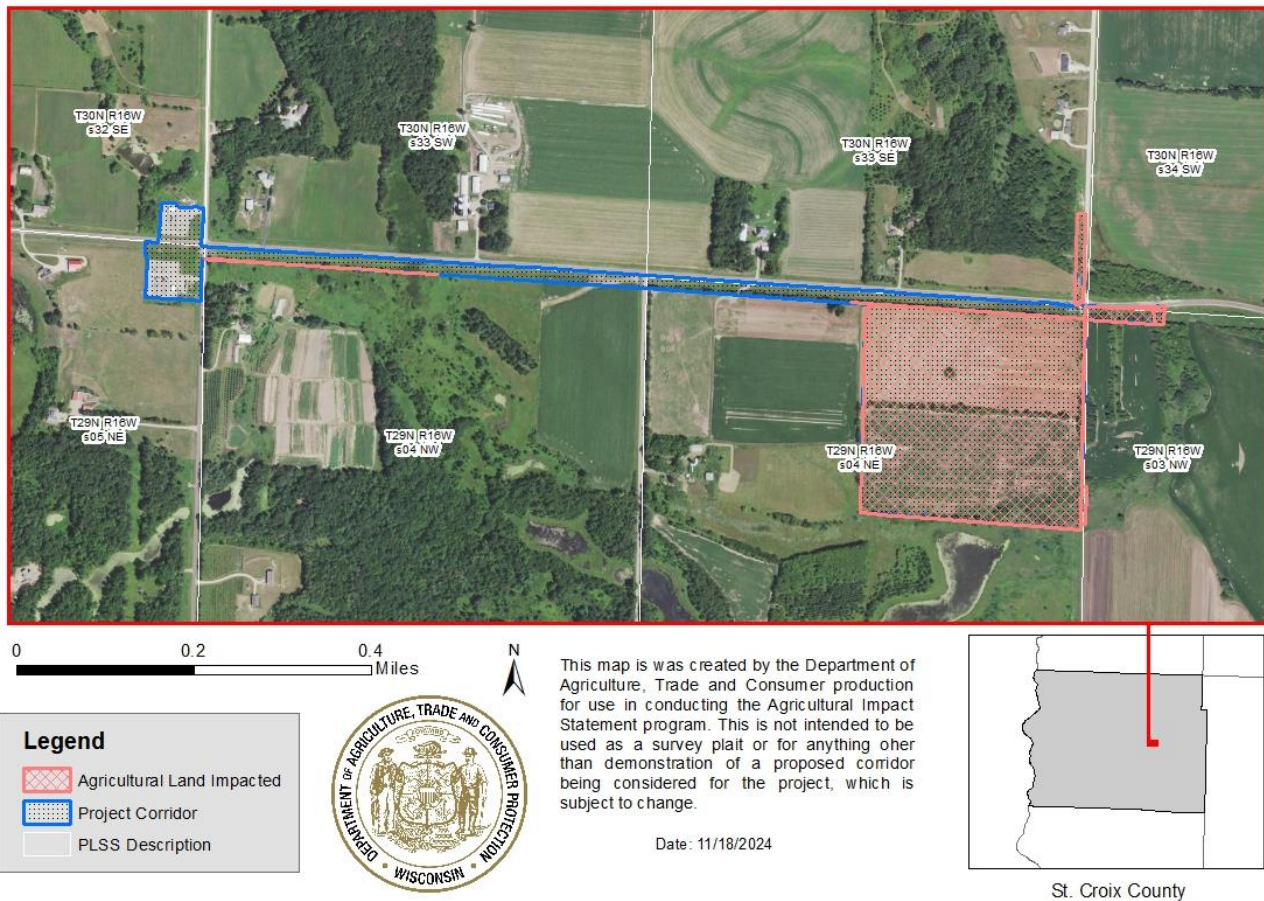 T30N R16W
s32 SE
T30N R16W
s33 SW
T30N R16W
s33 SE
T30N R16W
s34 SW
T29N R16W
s05 NE
T29N R16W
s04 NW
T29N R16W
s04 NE
T29N R16W
s03 NW
0 0.2 0.4
Miles
N
Legend
Agricultural Land Impacted
Project Corridor
PLSS Description
DEPARTMENT OF AGRICULTURE, TRADE AND CONSUMER PROTECTION
• WISCONSIN •
This map is was created by the Department of
Agriculture, Trade and Consumer production
for use in conducting the Agricultural Impact
Statement program. This is not intended to be
used as a survey plait or for anything oher
than demonstration of a proposed corridor
being considered for the project, which is
subject to change.
Date: 11/18/2024
St. Croix County